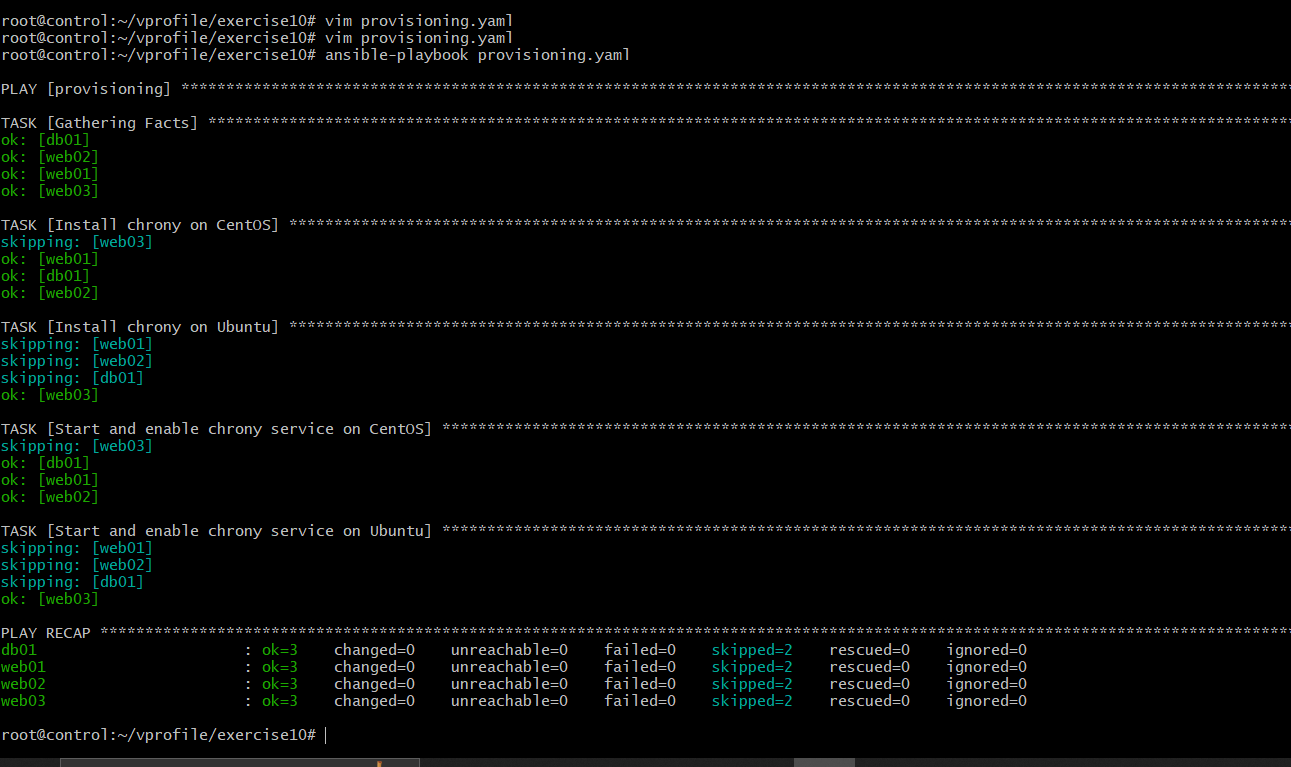 root@control:~/vprofile/exercise10# vim provisioning.yaml
root@control:~/vprofile/exercise10# vim provisioning.yaml
root@control:~/vprofile/exercise10# ansible-playbook provisioning.yaml
PLAY [provisioning] ****************************************************************************************************************************
TASK [Gathering Facts] *************************************************************************************************************************
ok: [db01]
ok: [web02]
ok: [web01]
ok: [web03]
TASK [Install chrony on CentOS] ****************************************************************************************************************
skipping: [web03]
ok: [web01]
ok: [db01]
ok: [web02]
TASK [Install chrony on Ubuntu] ****************************************************************************************************************
skipping: [web01]
skipping: [web02]
skipping: [db01]
ok: [web03]
TASK [Start and enable chrony service on CentOS] ***********************************************************************************************
skipping: [web03]
ok: [db01]
ok: [web01]
ok: [web02]
TASK [Start and enable chrony service on Ubuntu] ***********************************************************************************************
skipping: [web01]
skipping: [web02]
skipping: [db01]
ok: [web03]
PLAY RECAP *************************************************************************************************************************************
db01 : ok=3 changed=0 unreachable=0 failed=0 skipped=2 rescued=0 ignored=0
web01 : ok=3 changed=0 unreachable=0 failed=0 skipped=2 rescued=0 ignored=0
web02 : ok=3 changed=0 unreachable=0 failed=0 skipped=2 rescued=0 ignored=0
web03 : ok=3 changed=0 unreachable=0 failed=0 skipped=2 rescued=0 ignored=0
root@control:~/vprofile/exercise10#